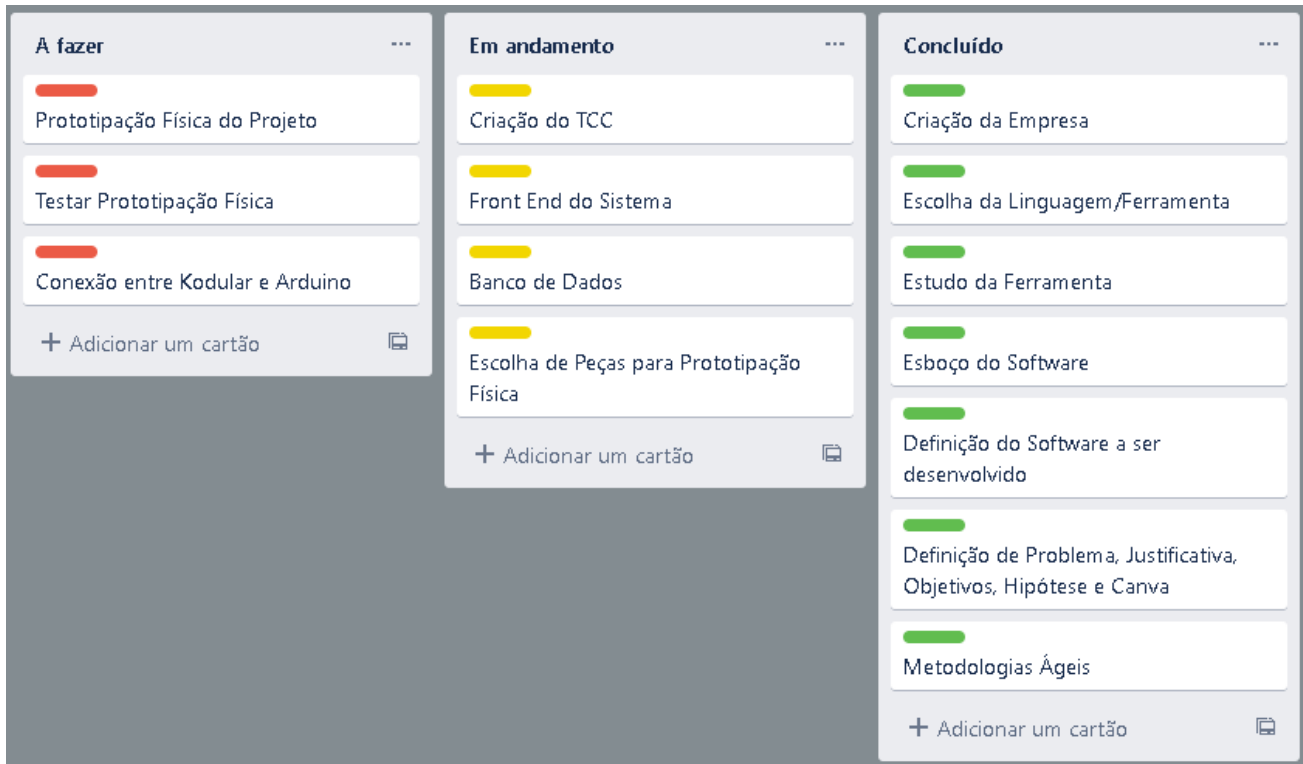 A fazer
Prototipação Física do Projeto
Testar Prototipação Física
Conexão entre Kodular e Arduino
+ Adicionar um cartão
Em andamento
Criação do TCC
Front End do Sistema
Banco de Dados
Escolha de Peças para Prototipação
Física
+ Adicionar um cartão
Concluído
Criação da Empresa
Escolha da Linguagem/Ferramenta
Estudo da Ferramenta
Esboço do Software
Definição do Software a ser
desenvolvido
Definição de Problema, Justificativa,
Objetivos, Hipótese e Canva
Metodologias Ágeis
+ Adicionar um cartão